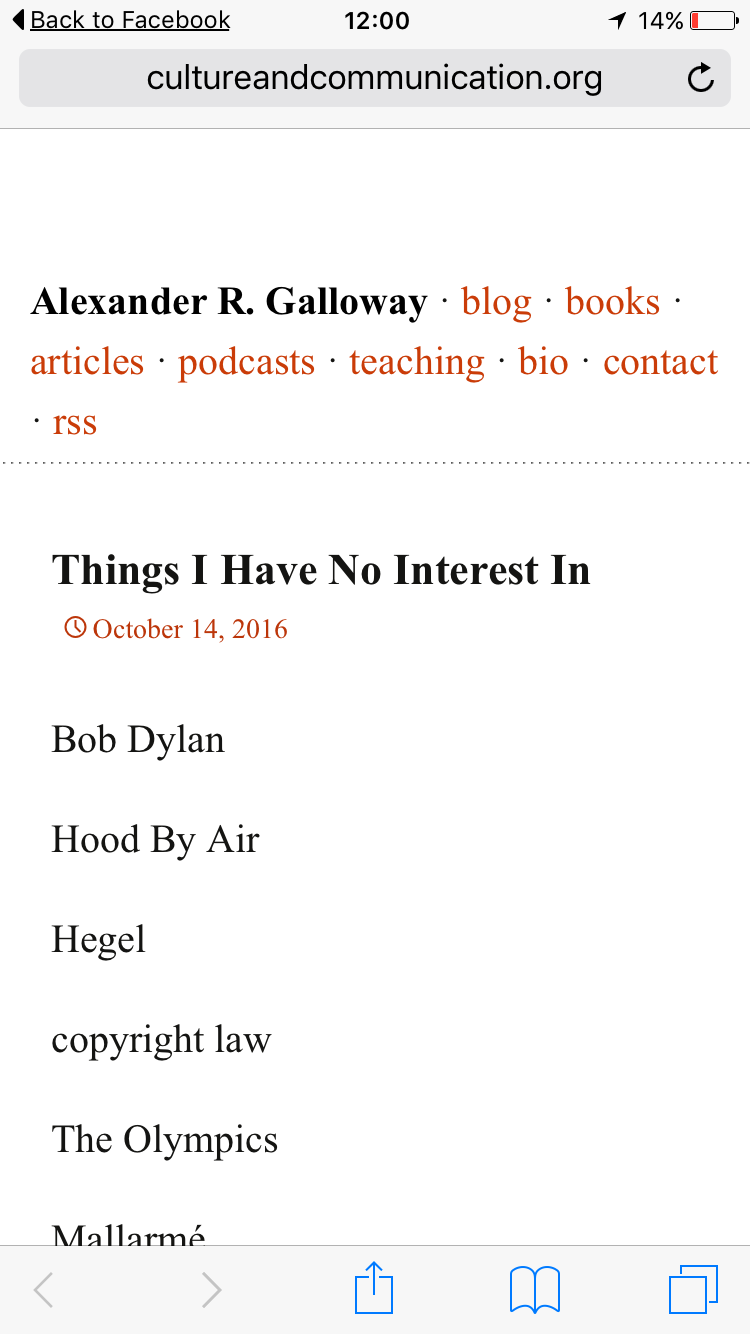 Back to Facebook 12:00 14%
cultureandcommunication.org
Alexander R. Galloway · blog · books ·
articles · podcasts · teaching · bio · contact
· rss
Things I Have No Interest In
October 14, 2016
Bob Dylan
Hood By Air
Hegel
copyright law
The Olympics
Mallarmé